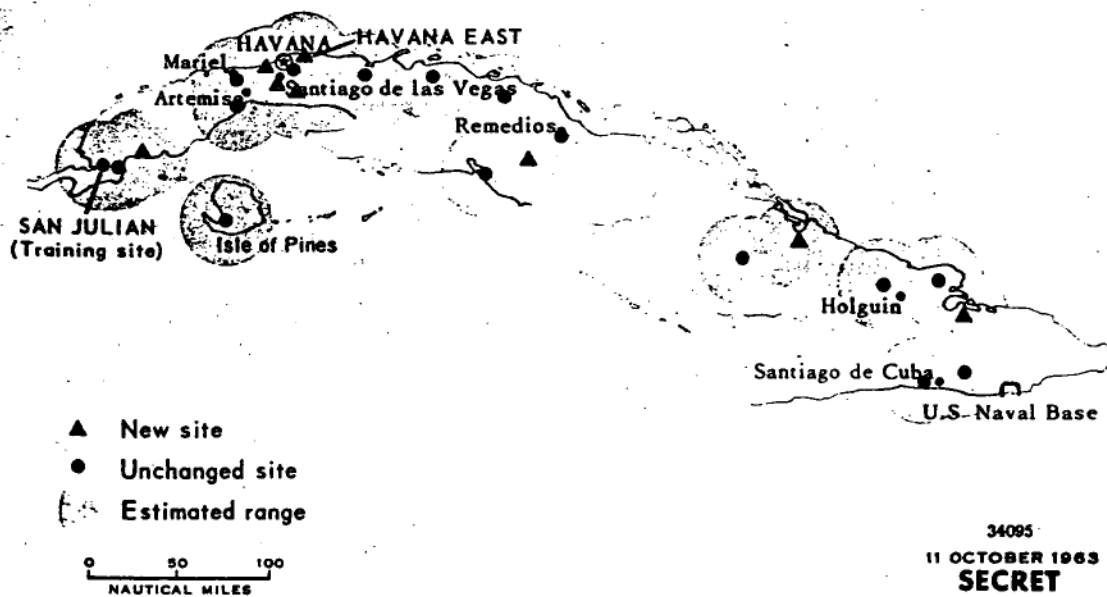 HAVANA
HAVANA EAST
Mariel
Santiago de las Vegas
Artemisa
Remedios
SAN JULIAN
(Training site)
Isle of Pines
Holguin
Santiago de Cuba
U.S. Naval Base
New site
Unchanged site
Estimated range
0 50 100
NAUTICAL MILES
34095
11 OCTOBER 1963
SECRET